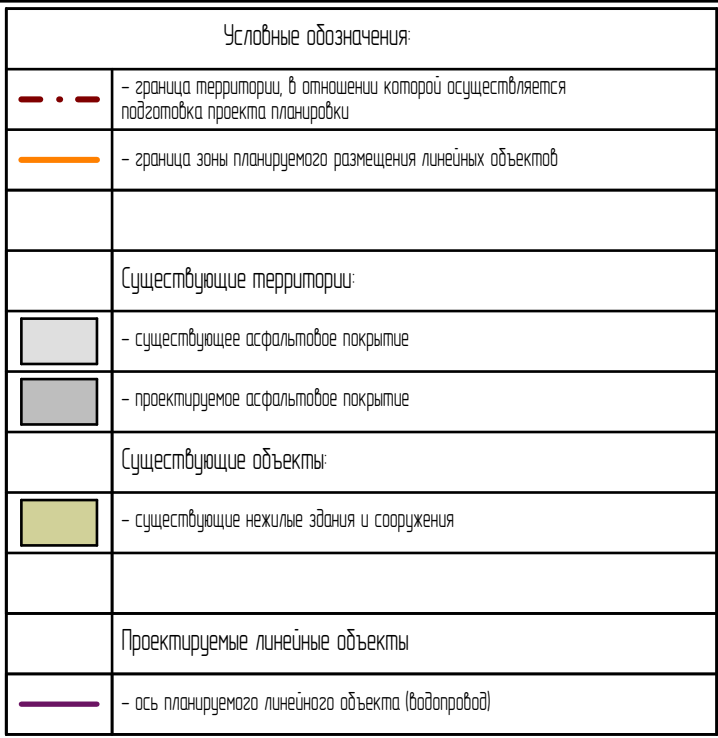 Условные обозначения:
– граница территории, в отношении которой осуществляется
подготовка проекта планировки
– граница зоны планируемого размещения линейных объектов
Существующие территории:
– существующее асфальтовое покрытие
– проектируемое асфальтовое покрытие
Существующие объекты:
– существующие нежилые здания и сооружения
Проектируемые линейные объекты
– ось планируемого линейного объекта (водопровод)